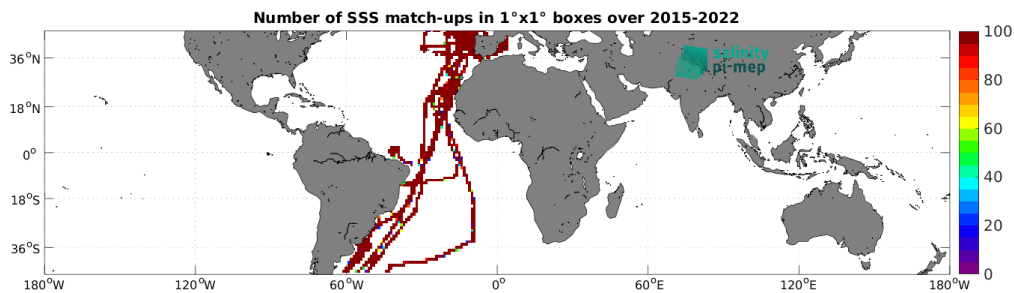 Number of SSS match-ups in 1°x1° boxes over 2015-2022
salinity
pi-mep
36°N
18°N
0°
18°S
36°S
180°W
120°W
60°W
0°
60°E
120°E
180°W
100
80
60
40
20
0